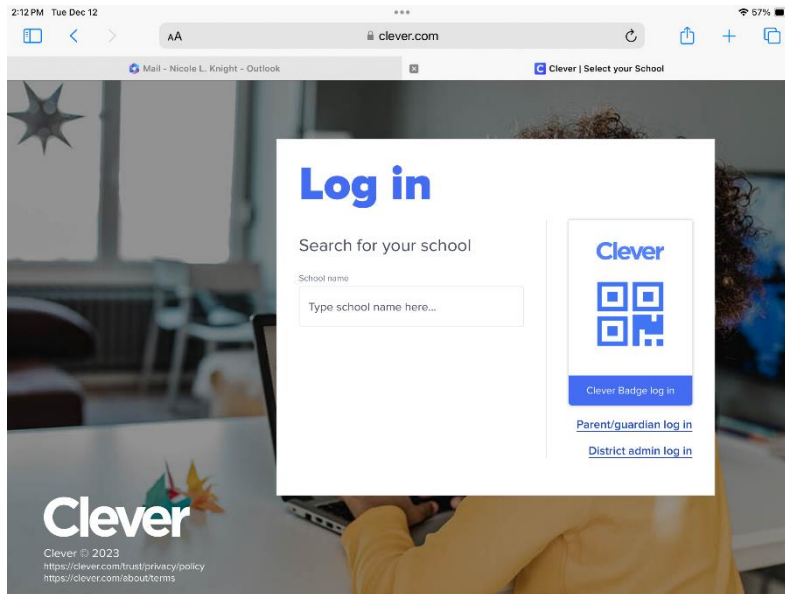 2:12 PM Tue Dec 12
57%
AA
clever.com
Mail - Nicole L. Knight - Outlook
Clever | Select your School
Log in
Search for your school
School name
Type school name here...
Clever
Clever Badge log in
Parent/guardian log in
District admin log in
Clever
Clever © 2023
https://clever.com/trust/privacy/policy
https://clever.com/about/terms